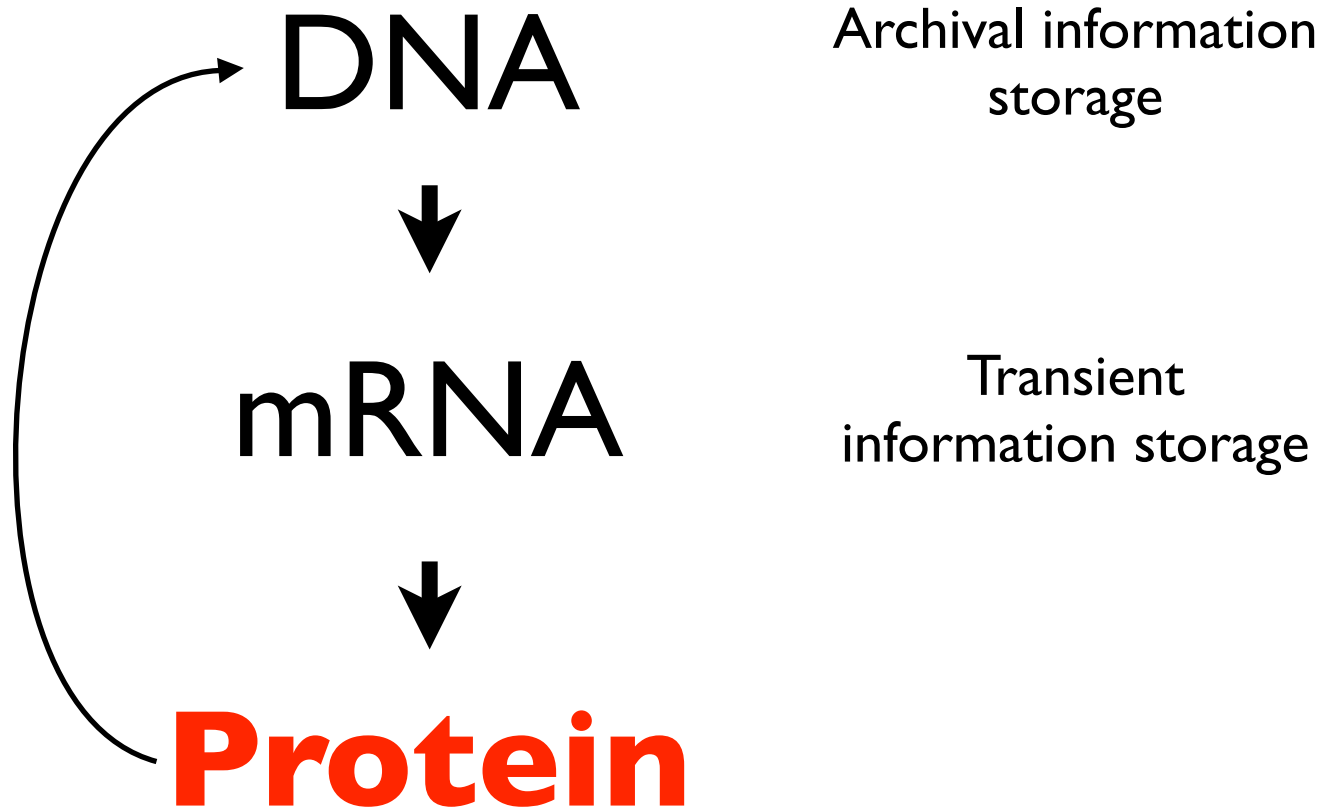 DNA
Archival information
storage
mRNA
Transient
information storage
Protein